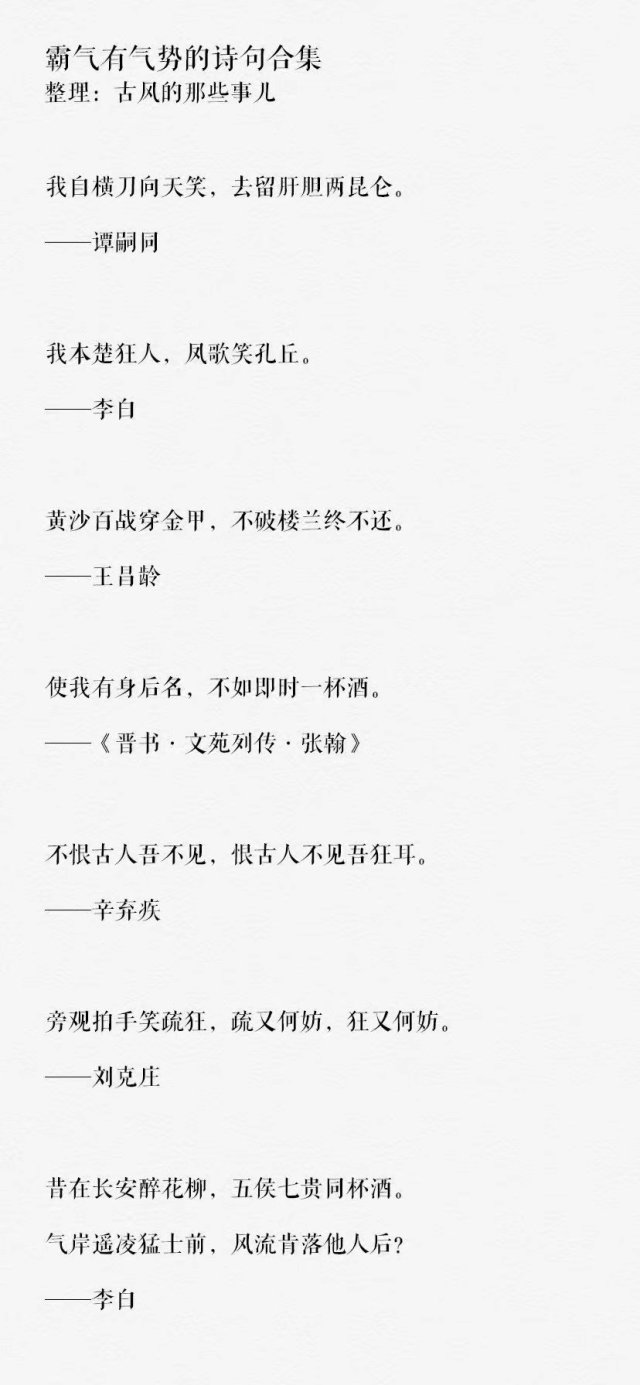 霸气有气势的诗句合集
整理：古风的那些事儿
我自横刀向天笑，去留肝胆两昆仑。
——谭嗣同
我本楚狂人，凤歌笑孔丘。
——李白
黄沙百战穿金甲，不破楼兰终不还。
——王昌龄
使我有身后名，不如即时一杯酒。
——《晋书·文苑列传·张翰》
不恨古人吾不见，恨古人不见吾狂耳。
——辛弃疾
旁观拍手笑疏狂，疏又何妨，狂又何妨。
——刘克庄
昔在长安醉花柳，五侯七贵同杯酒。
气岸遥凌猛士前，风流肯落他人后？
——李白